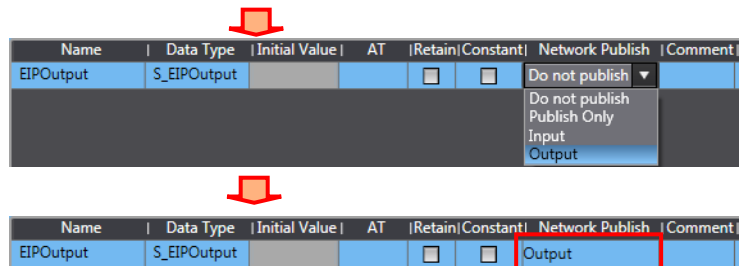 Name | Data Type |Initial Value| AT |Retain|Constant| Network Publish |Comment|
EIPOutput S_EIPOutput Do not publish
Do not publish
Publish Only
Input
Output
Name | Data Type |Initial Value| AT |Retain|Constant| Network Publish |Comment|
EIPOutput S_EIPOutput Output